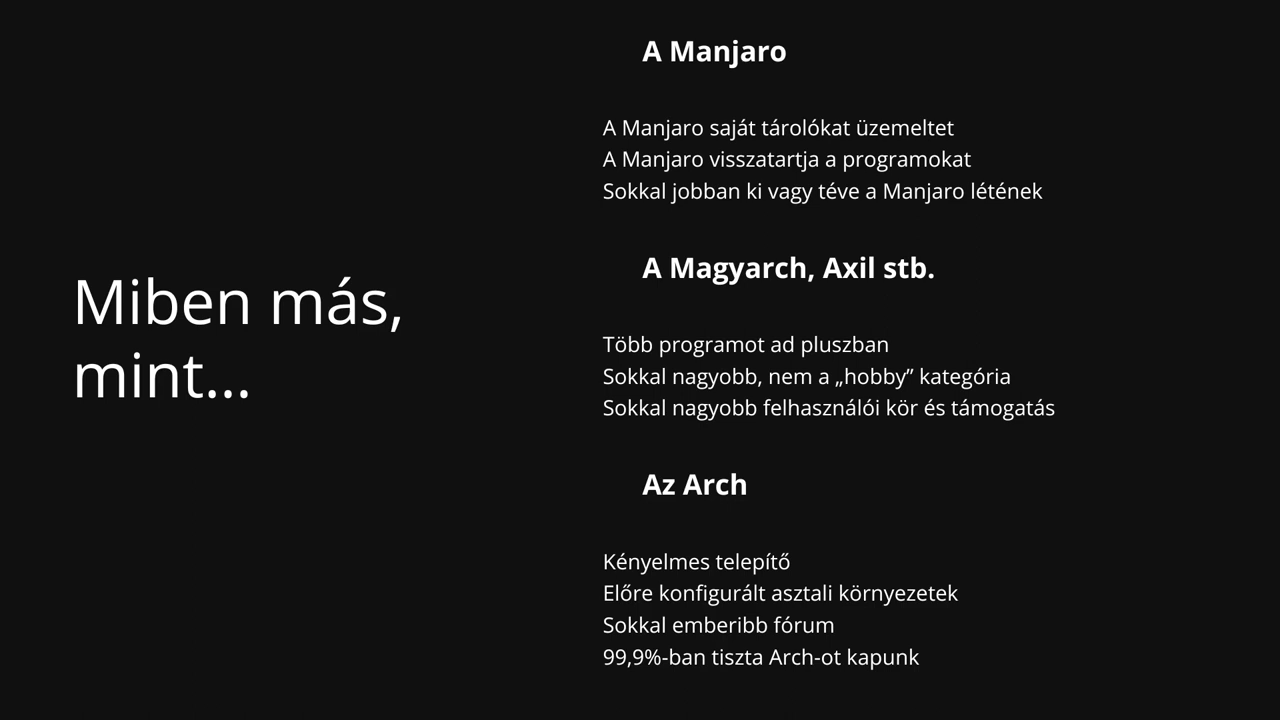 Miben más,
mint...
A Manjaro
A Manjaro saját tárolókat üzemeltet
A Manjaro visszatartja a programokat
Sokkal jobban ki vagy téve a Manjaro létének
A Magyarch, Axil stb.
Több programot ad pluszban
Sokkal nagyobb, nem a „hobby” kategória
Sokkal nagyobb felhasználói kör és támogatás
Az Arch
Kényelmes telepítő
Előre konfigurált asztali környezetek
Sokkal emberibb fórum
99,9%-ban tiszta Arch-ot kapunk